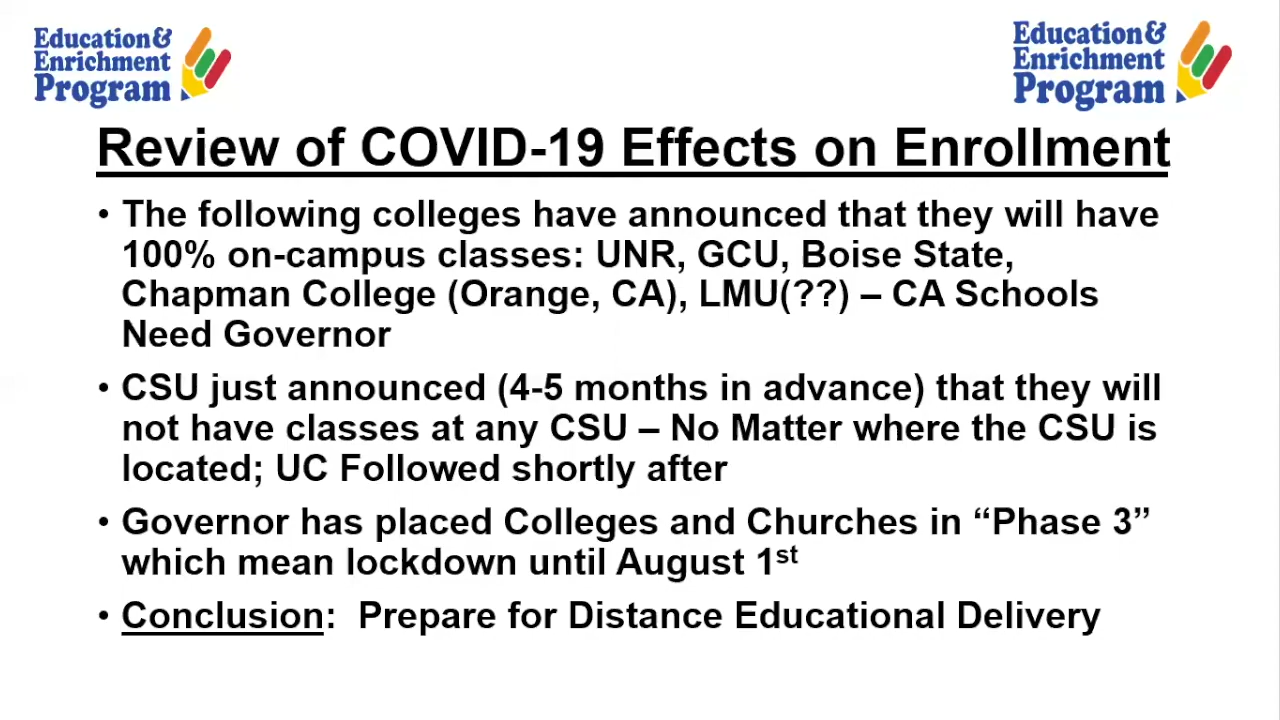 Education&
Enrichment
Program
Education&
Enrichment
Program
Review of COVID-19 Effects on Enrollment
• The following colleges have announced that they will have
100% on-campus classes: UNR, GCU, Boise State,
Chapman College (Orange, CA), LMU(??) – CA Schools
Need Governor
• CSU just announced (4-5 months in advance) that they will
not have classes at any CSU – No Matter where the CSU is
located; UC Followed shortly after
• Governor has placed Colleges and Churches in “Phase 3”
which mean lockdown until August 1st
• Conclusion: Prepare for Distance Educational Delivery